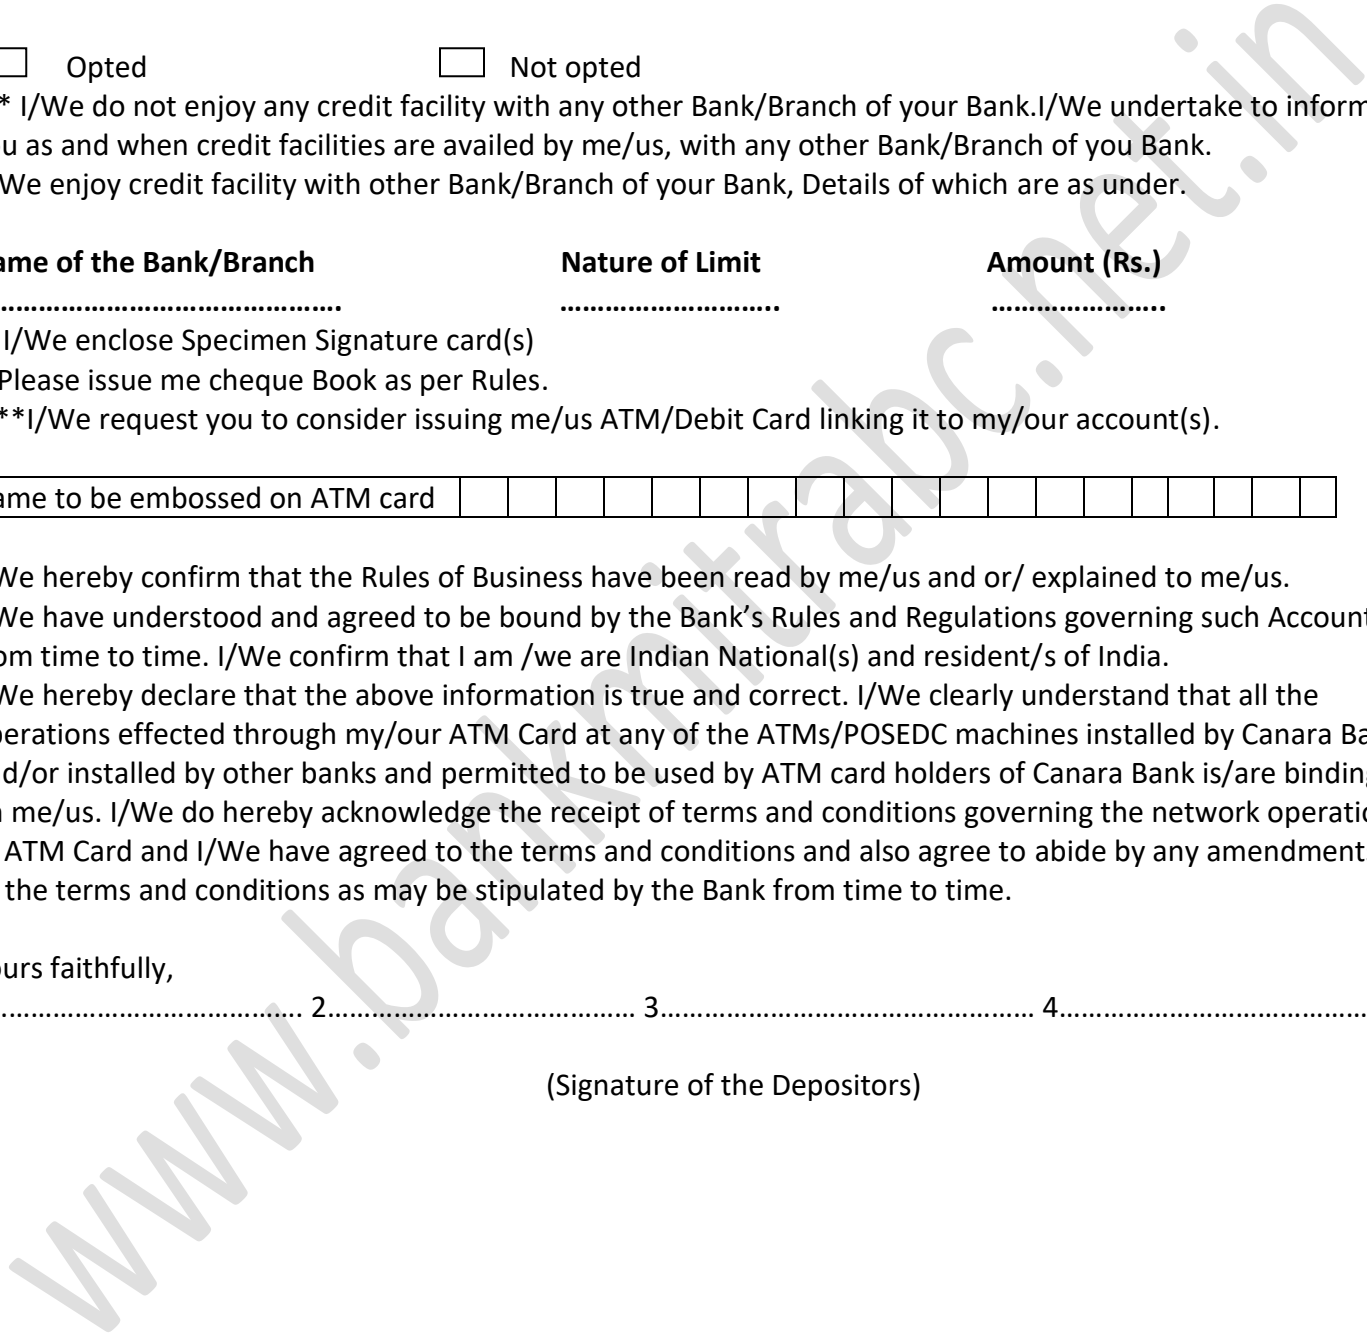 Opted Not opted
* I/We do not enjoy any credit facility with any other Bank/Branch of your Bank.I/We undertake to inform
u as and when credit facilities are availed by me/us, with any other Bank/Branch of you Bank.
We enjoy credit facility with other Bank/Branch of your Bank, Details of which are as under.
ame of the Bank/Branch Nature of Limit Amount (Rs.)
………………………………………. …………………….. …………………..
I/We enclose Specimen Signature card(s)
Please issue me cheque Book as per Rules.
**I/We request you to consider issuing me/us ATM/Debit Card linking it to my/our account(s).
ame to be embossed on ATM card
We hereby confirm that the Rules of Business have been read by me/us and or/ explained to me/us.
We have understood and agreed to be bound by the Bank’s Rules and Regulations governing such Account
om time to time. I/We confirm that I am /we are Indian National(s) and resident/s of India.
We hereby declare that the above information is true and correct. I/We clearly understand that all the
perations effected through my/our ATM Card at any of the ATMs/POSEDC machines installed by Canara Ba
d/or installed by other banks and permitted to be used by ATM card holders of Canara Bank is/are binding
me/us. I/We do hereby acknowledge the receipt of terms and conditions governing the network operatio
ATM Card and I/We have agreed to the terms and conditions and also agree to abide by any amendment
the terms and conditions as may be stipulated by the Bank from time to time.
ours faithfully,
………………………………. 2………………………………… 3………………………………………… 4…………………………………
(Signature of the Depositors)
www.bankmitrabc.net.in